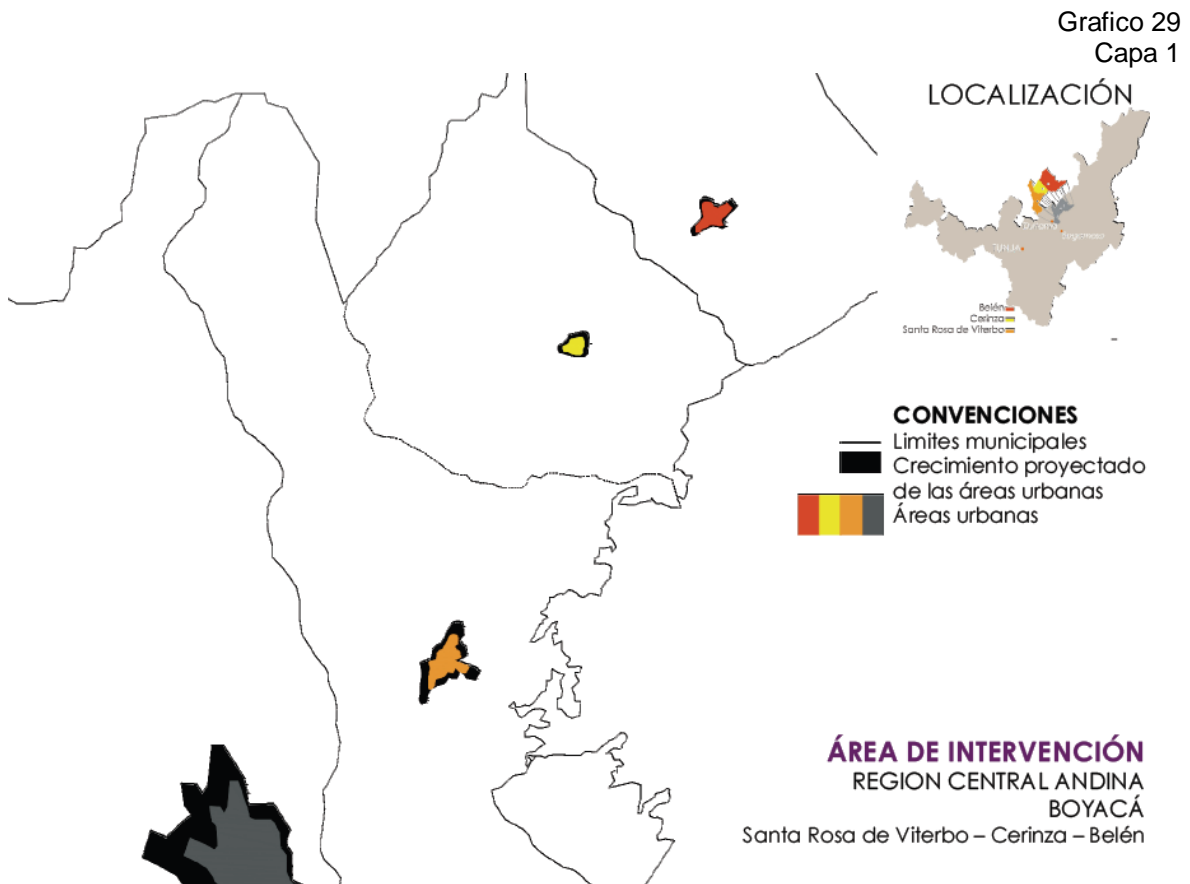 Grafico 29
Capa 1
LOCALIZACIÓN
Belén
Cerinza
Santa Rosa de Viterbo
CONVENCIONES
Limites municipales
Crecimiento proyectado
de las áreas urbanas
Áreas urbanas
ÁREA DE INTERVENCIÓN
REGION CENTRAL ANDINA
BOYACÁ
Santa Rosa de Viterbo – Cerinza – Belén